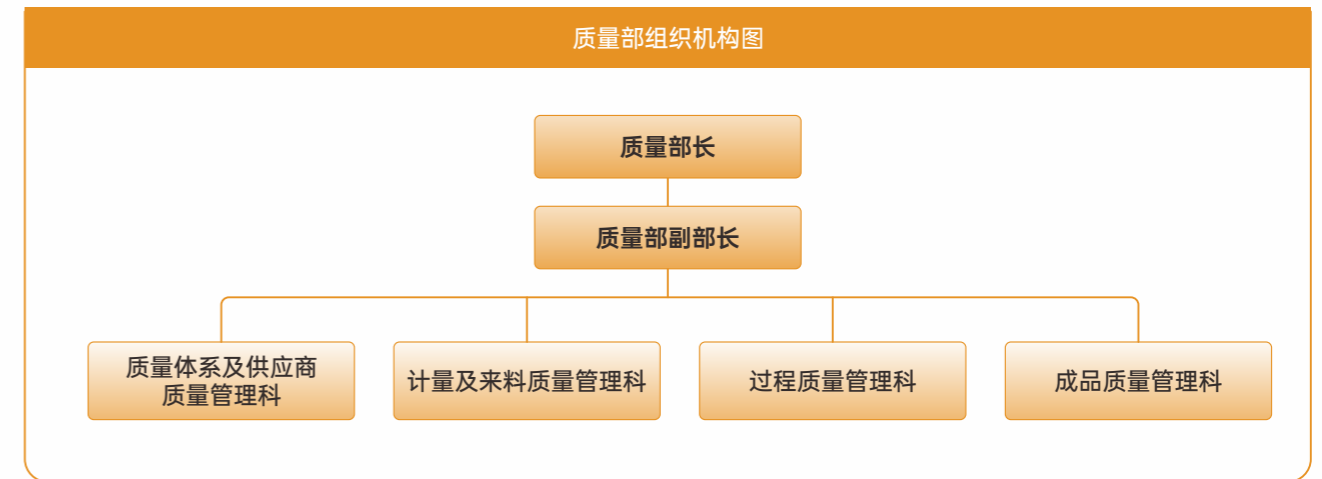 质量部组织机构图
质量部长
质量部副部长
质量体系及供应商
质量管理科
计量及来料质量管理科
过程质量管理科
成品质量管理科